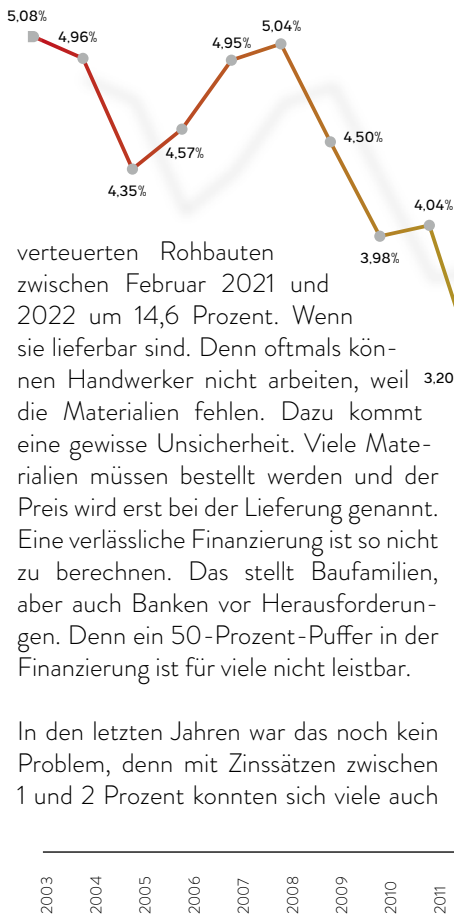 5,08%
4,96%
4,35%
4,57%
4,95%
5,04%
4,50%
3,98%
4,04%
3,20
verteuerten Rohbauten
zwischen Februar 2021 und
2022 um 14,6 Prozent. Wenn
sie lieferbar sind. Denn oftmals kön-
nen Handwerker nicht arbeiten, weil
die Materialien fehlen. Dazu kommt
eine gewisse Unsicherheit. Viele Mate-
rialien müssen bestellt werden und der
Preis wird erst bei der Lieferung genannt.
Eine verlässliche Finanzierung ist so nicht
zu berechnen. Das stellt Baufamilien,
aber auch Banken vor Herausforderun-
gen. Denn ein 50-Prozent-Puffer in der
Finanzierung ist für viele nicht leistbar.
In den letzten Jahren war das noch kein
Problem, denn mit Zinssätzen zwischen
1 und 2 Prozent konnten sich viele auch
2003
2004
2005
2006
2007
2008
2009
2010
2011